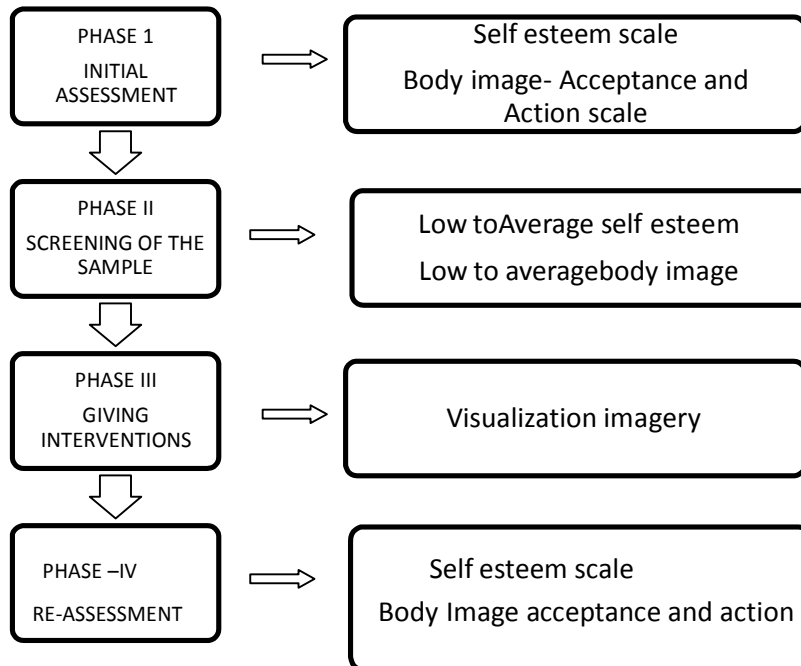 PHASE 1
INITIAL
ASSESSMENT
Self esteem scale
Body image- Acceptance and
Action scale
PHASE II
SCREENING OF THE
SAMPLE
Low toAverage self esteem
Low to averagebody image
PHASE III
GIVING
INTERVENTIONS
Visualization imagery
PHASE –IV
RE-ASSESSMENT
Self esteem scale
Body Image acceptance and action